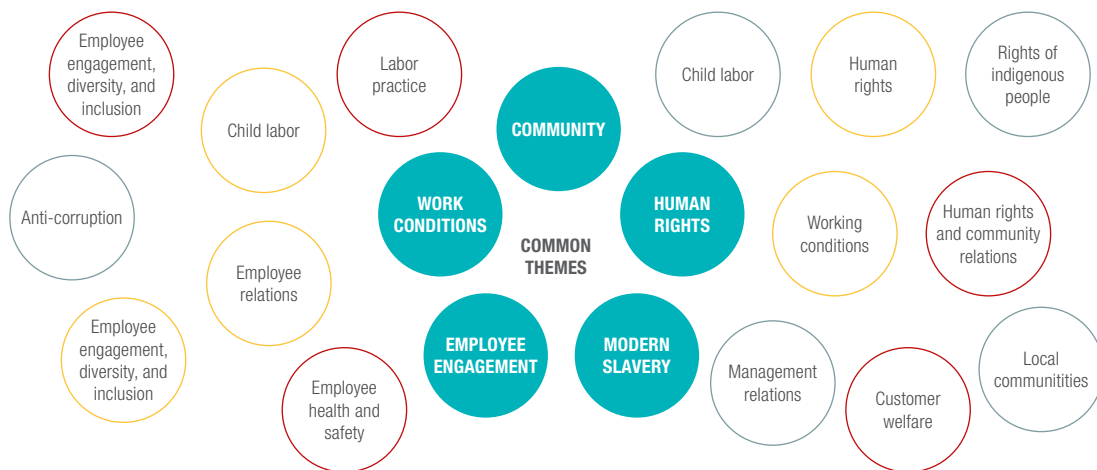 Employee
engagement,
diversity, and
inclusion
Labor
practice
Child labor
Human
rights
Rights of
indigenous
people
Child labor
COMMUNITY
Anti-corruption
WORK
CONDITIONS
HUMAN
RIGHTS
Working
conditions
Human rights
and community
relations
COMMON
THEMES
Employee
relations
Employee
engagement,
diversity, and
inclusion
EMPLOYEE
ENGAGEMENT
MODERN
SLAVERY
Management
relations
Local
communitities
Employee
health and
safety
Customer
welfare